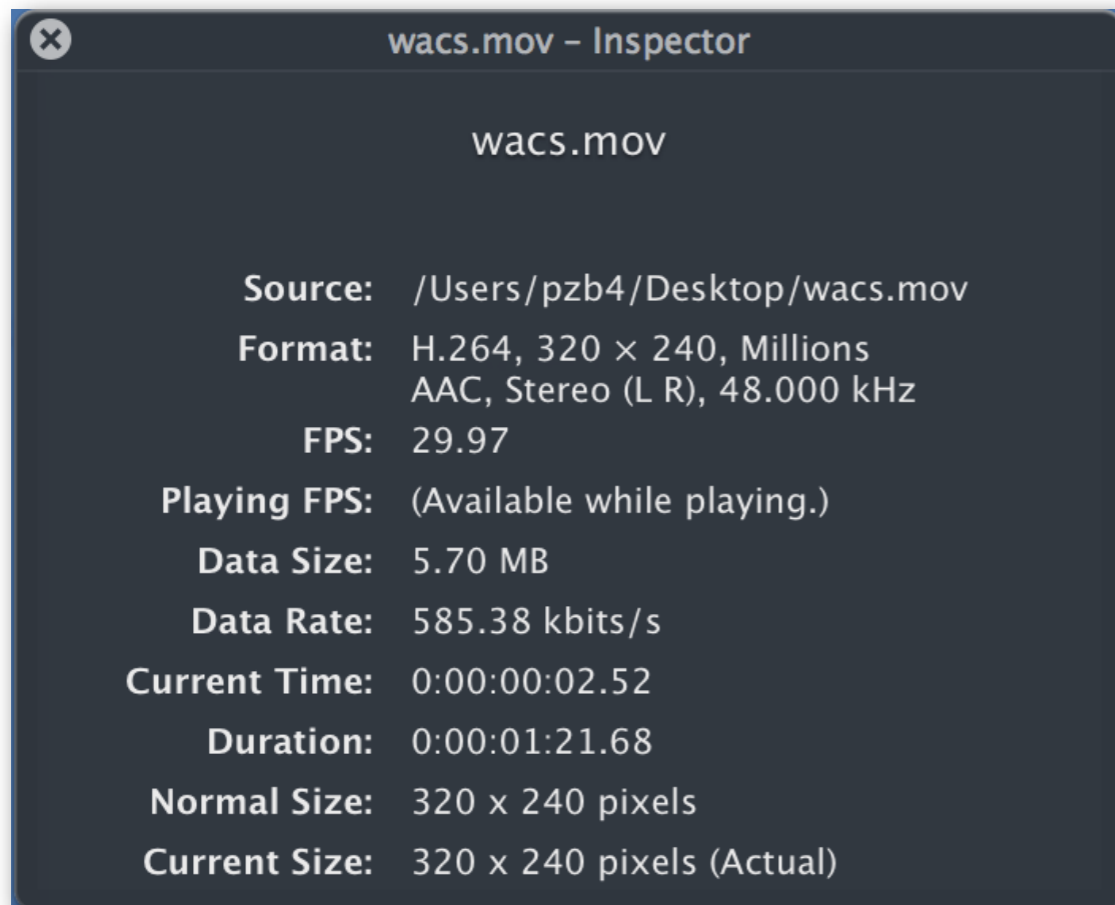 wacs.mov – Inspector
wacs.mov
Source: /Users/pzb4/Desktop/wacs.mov
Format: H.264, 320 × 240, Millions
AAC, Stereo (L R), 48.000 kHz
FPS: 29.97
Playing FPS: (Available while playing.)
Data Size: 5.70 MB
Data Rate: 585.38 kbits/s
Current Time: 0:00:00:02.52
Duration: 0:00:01:21.68
Normal Size: 320 x 240 pixels
Current Size: 320 x 240 pixels (Actual)